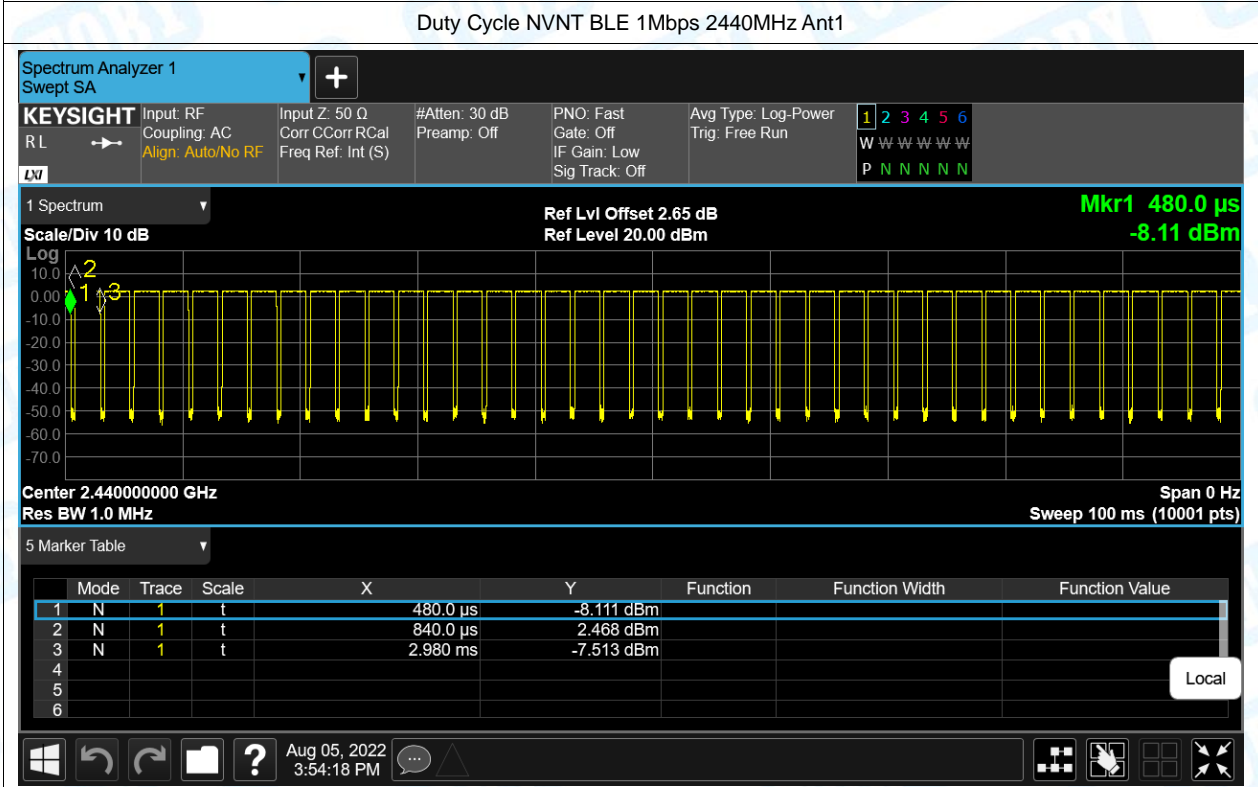 Duty Cycle NVNT BLE 1Mbps 2440MHz Ant1
Spectrum Analyzer 1
Swept SA
+
KEYSIGHT
R L
LXI
Input: RF
Coupling: AC
Align: Auto/No RF
Input Z: 50 Ω
Corr CCorr RCal
Freq Ref: Int (S)
#Atten: 30 dB
Preamp: Off
PNO: Fast
Gate: Off
IF Gain: Low
Sig Track: Off
Avg Type: Log-Power
Trig: Free Run
1 2 3 4 5 6
W W W W W W
P N N N N N
1 Spectrum
Scale/Div 10 dB
Ref Lvl Offset 2.65 dB
Ref Level 20.00 dBm
Mkr1 480.0 µs
-8.11 dBm
Log
10.0
0.00
-10.0
-20.0
-30.0
-40.0
-50.0
-60.0
-70.0
2
1
3
Center 2.440000000 GHz
Res BW 1.0 MHz
Span 0 Hz
Sweep 100 ms (10001 pts)
5 Marker Table
Mode Trace Scale X Y Function Function Width Function Value
1 N 1 t 480.0 µs -8.111 dBm
2 N 1 t 840.0 µs 2.468 dBm
3 N 1 t 2.980 ms -7.513 dBm
4
5
6
Local
?
Aug 05, 2022
3:54:18 PM